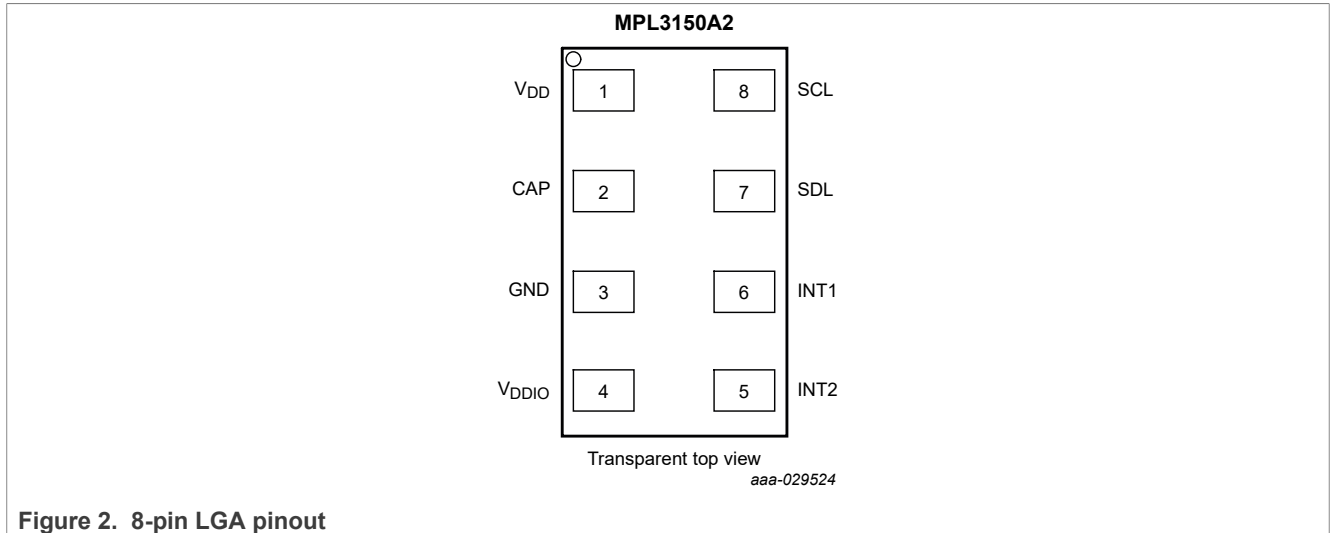 MPL3150A2
VDD 1 8 SCL
CAP 2 7 SDL
GND 3 6 INT1
VDDIO 4 5 INT2
Transparent top view
aaa-029524
Figure 2. 8-pin LGA pinout